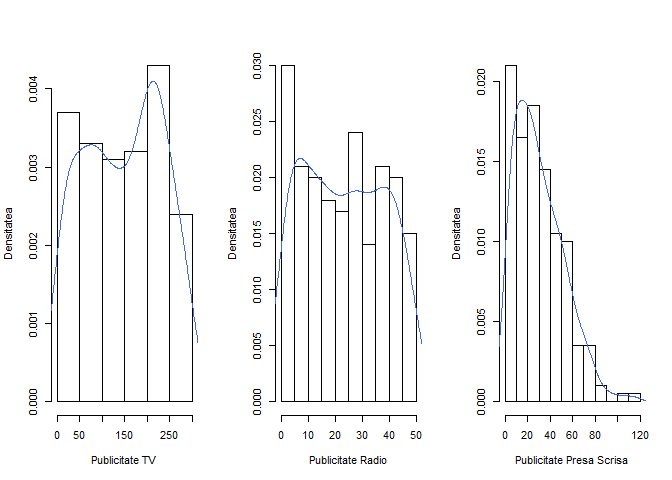 Densitatea
0.000 0.001 0.002 0.003 0.004
0 50 150 250
Publicitate TV
Densitatea
0.000 0.005 0.010 0.015 0.020 0.025 0.030
0 10 20 30 40 50
Publicitate Radio
Densitatea
0.000 0.005 0.010 0.015 0.020
0 20 40 60 80 120
Publicitate Presa Scrisa